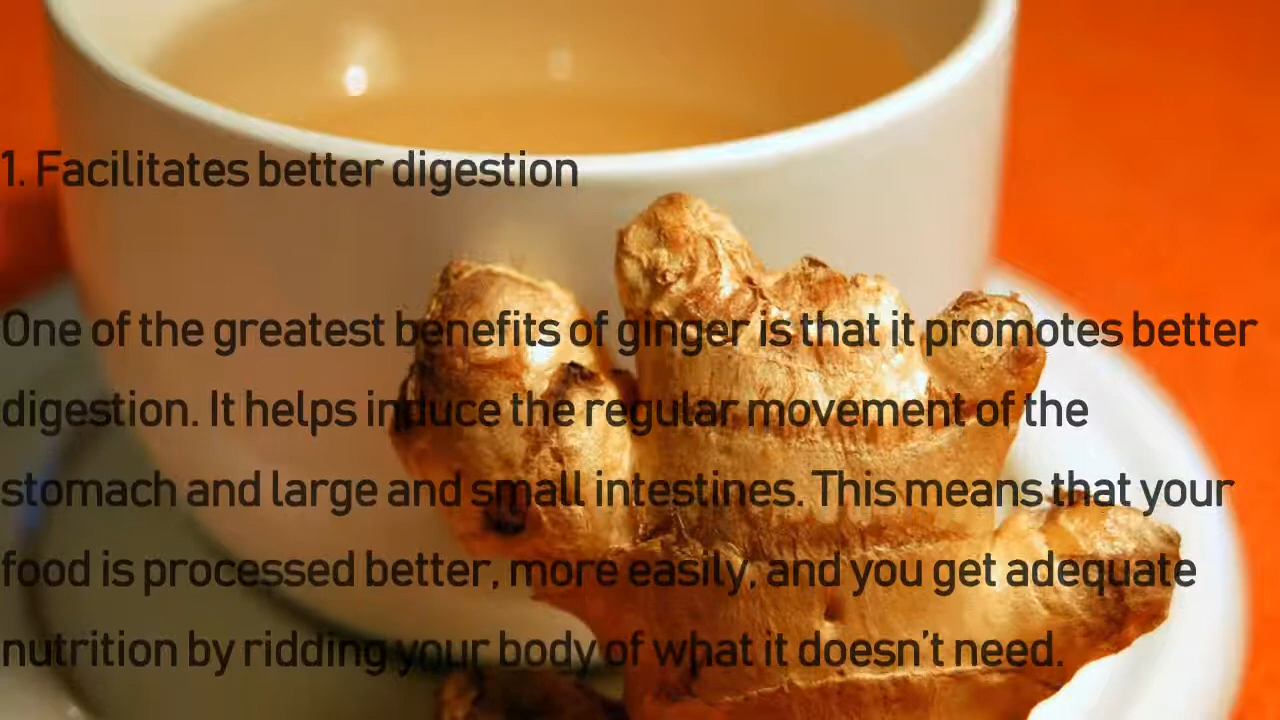 1. Facilitates better digestion
One of the greatest benefits of ginger is that it promotes better
digestion. It helps induce the regular movement of the
stomach and large and small intestines. This means that your
food is processed better, more easily, and you get adequate
nutrition by ridding your body of what it doesn’t need.